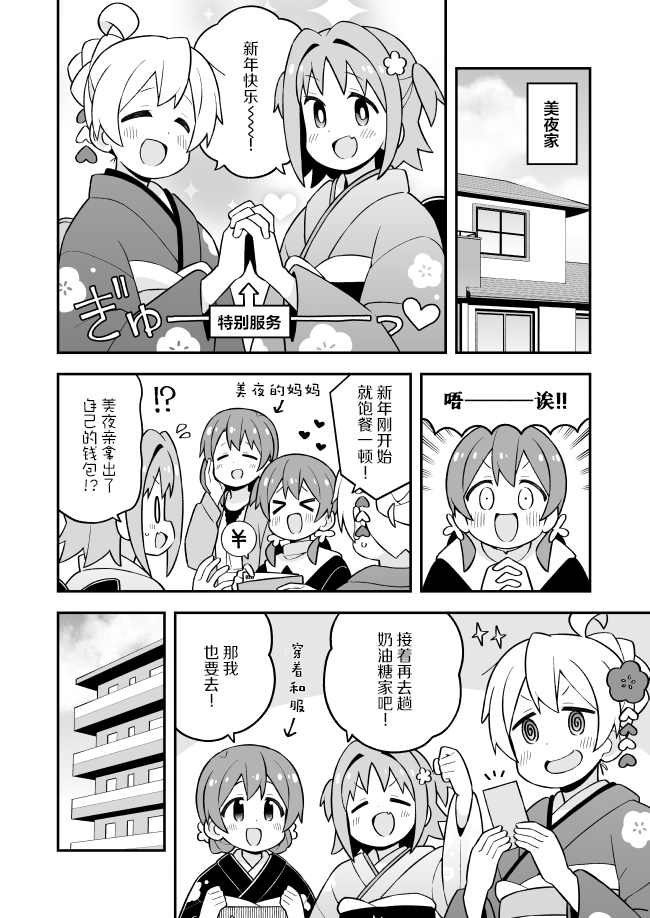 美夜家
新年快乐～～～！
ぎゅ
っ♡
特别服务
唔———诶!!
新年刚开始
就饱餐一顿！
美夜的妈妈
!?
美夜亲拿出了
自己的钱包!?
¥
接着再去趟
奶油糖家吧！
穿着和服
那我
也要去！